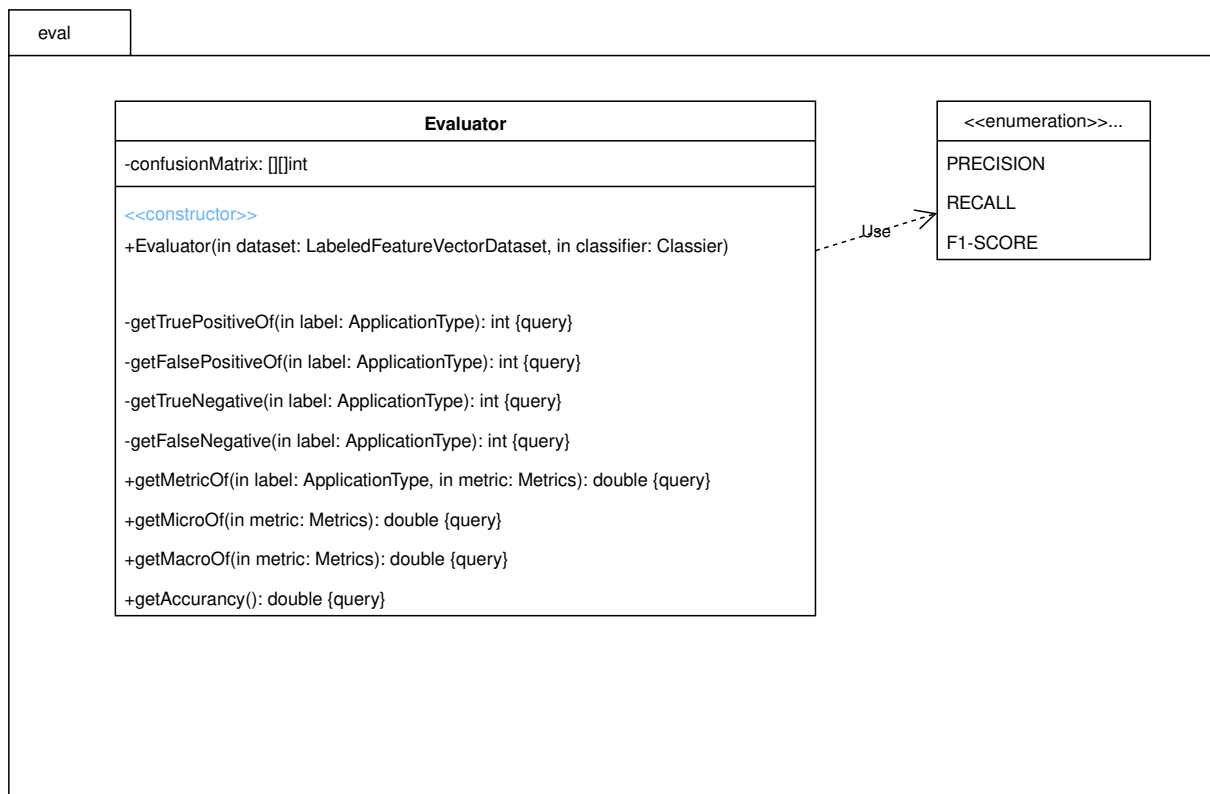 eval
Evaluator
-confusionMatrix: [][]int
<<constructor>>
+Evaluator(in dataset: LabeledFeatureVectorDataset, in classifier: Classier)
-getTruePositiveOf(in label: ApplicationType): int {query}
-getFalsePositiveOf(in label: ApplicationType): int {query}
-getTrueNegative(in label: ApplicationType): int {query}
-getFalseNegative(in label: ApplicationType): int {query}
+getMetricOf(in label: ApplicationType, in metric: Metrics): double {query}
+getMicroOf(in metric: Metrics): double {query}
+getMacroOf(in metric: Metrics): double {query}
+getAccurancy(): double {query}
Use
<<enumeration>>...
PRECISION
RECALL
F1-SCORE